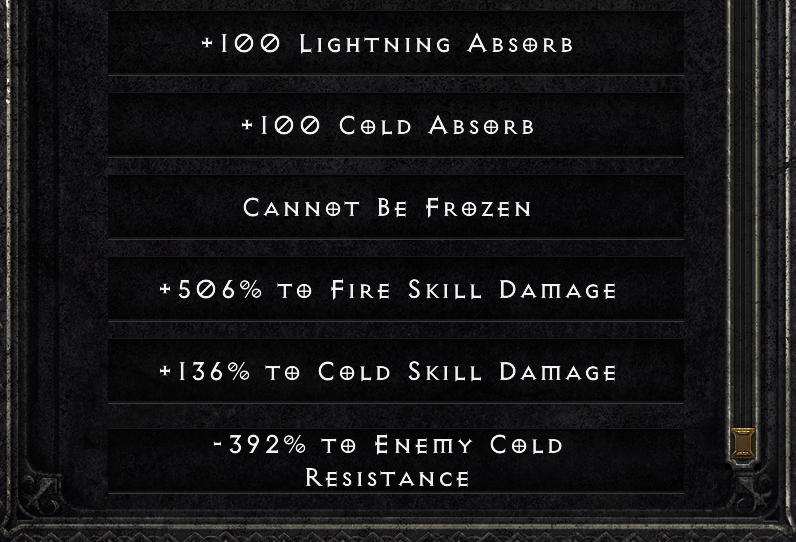 +100 Lightning Absorb
+100 Cold Absorb
Cannot Be Frozen
+506% to Fire Skill Damage
+136% to Cold Skill Damage
-392% to Enemy Cold
Resistance